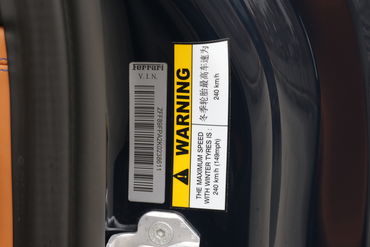 Ferrari
V.I.N.
ZFF89FPA2K0238611
WARNING
冬季轮胎最高车速为
240 km/h
THE MAXIMUM SPEED
WITH WINTER TYRES IS :
240 km/h (149mph)